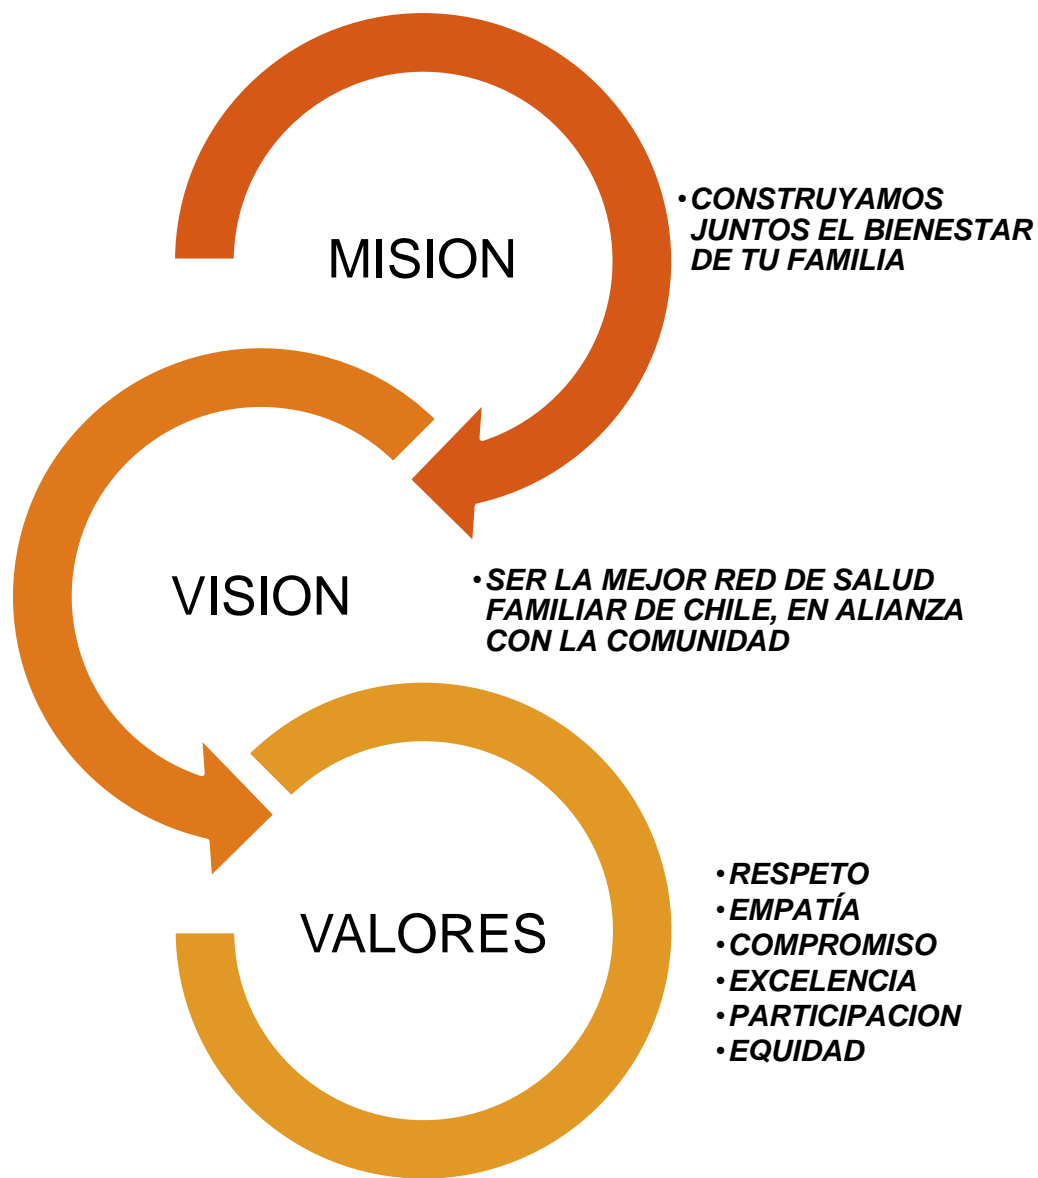 MISION
• CONSTRUYAMOS
JUNTOS EL BIENESTAR
DE TU FAMILIA
VISION
• SER LA MEJOR RED DE SALUD
FAMILIAR DE CHILE, EN ALIANZA
CON LA COMUNIDAD
VALORES
• RESPETO
• EMPATÍA
• COMPROMISO
• EXCELENCIA
• PARTICIPACION
• EQUIDAD